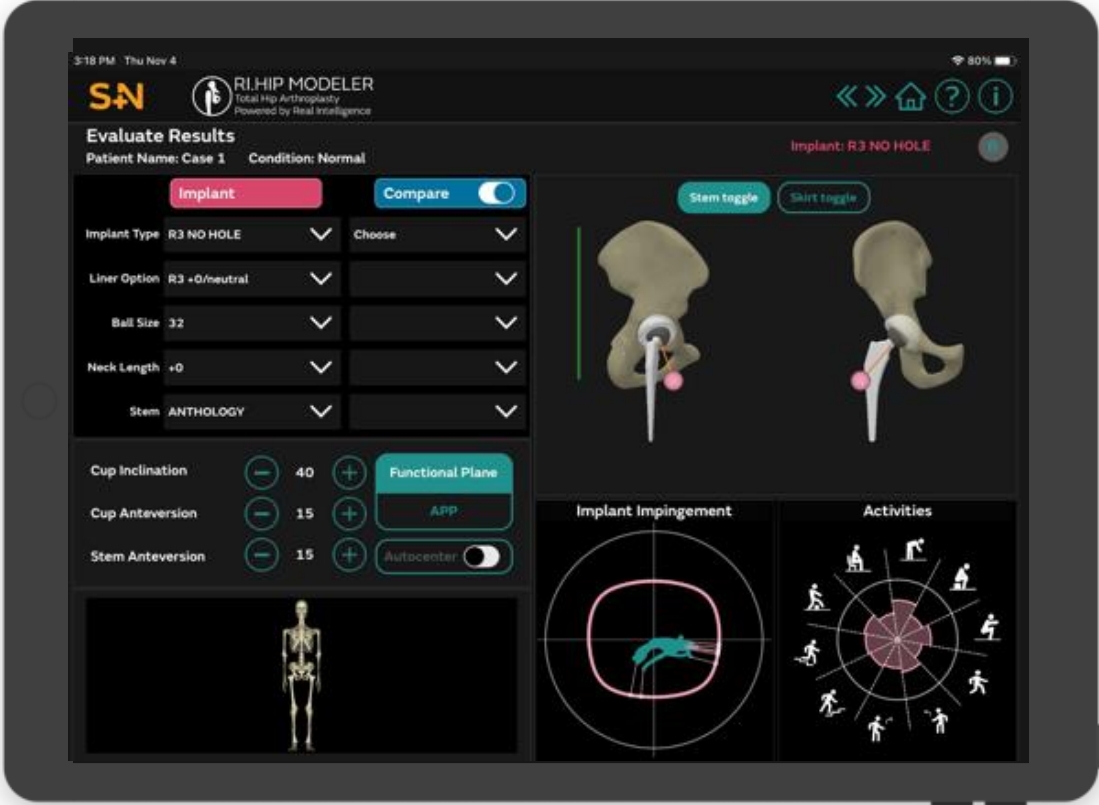 3:18 PM Thu Nov 4
80%
S+N
RI.HIP MODELER
Total Hip Arthroplasty
Powered by Real Intelligence
Evaluate Results
Patient Name: Case 1 Condition: Normal
Implant: R3 NO HOLE
Implant
Compare
Implant Type R3 NO HOLE Choose
Liner Option R3 +0/neutral
Ball Size 32
Neck Length +0
Stem ANTHOLOGY
Stem toggle
Skirt toggle
Cup Inclination 40
Functional Plane
Cup Anteversion 15
APP
Stem Anteversion 15
Autocenter
Implant Impingement
Activities